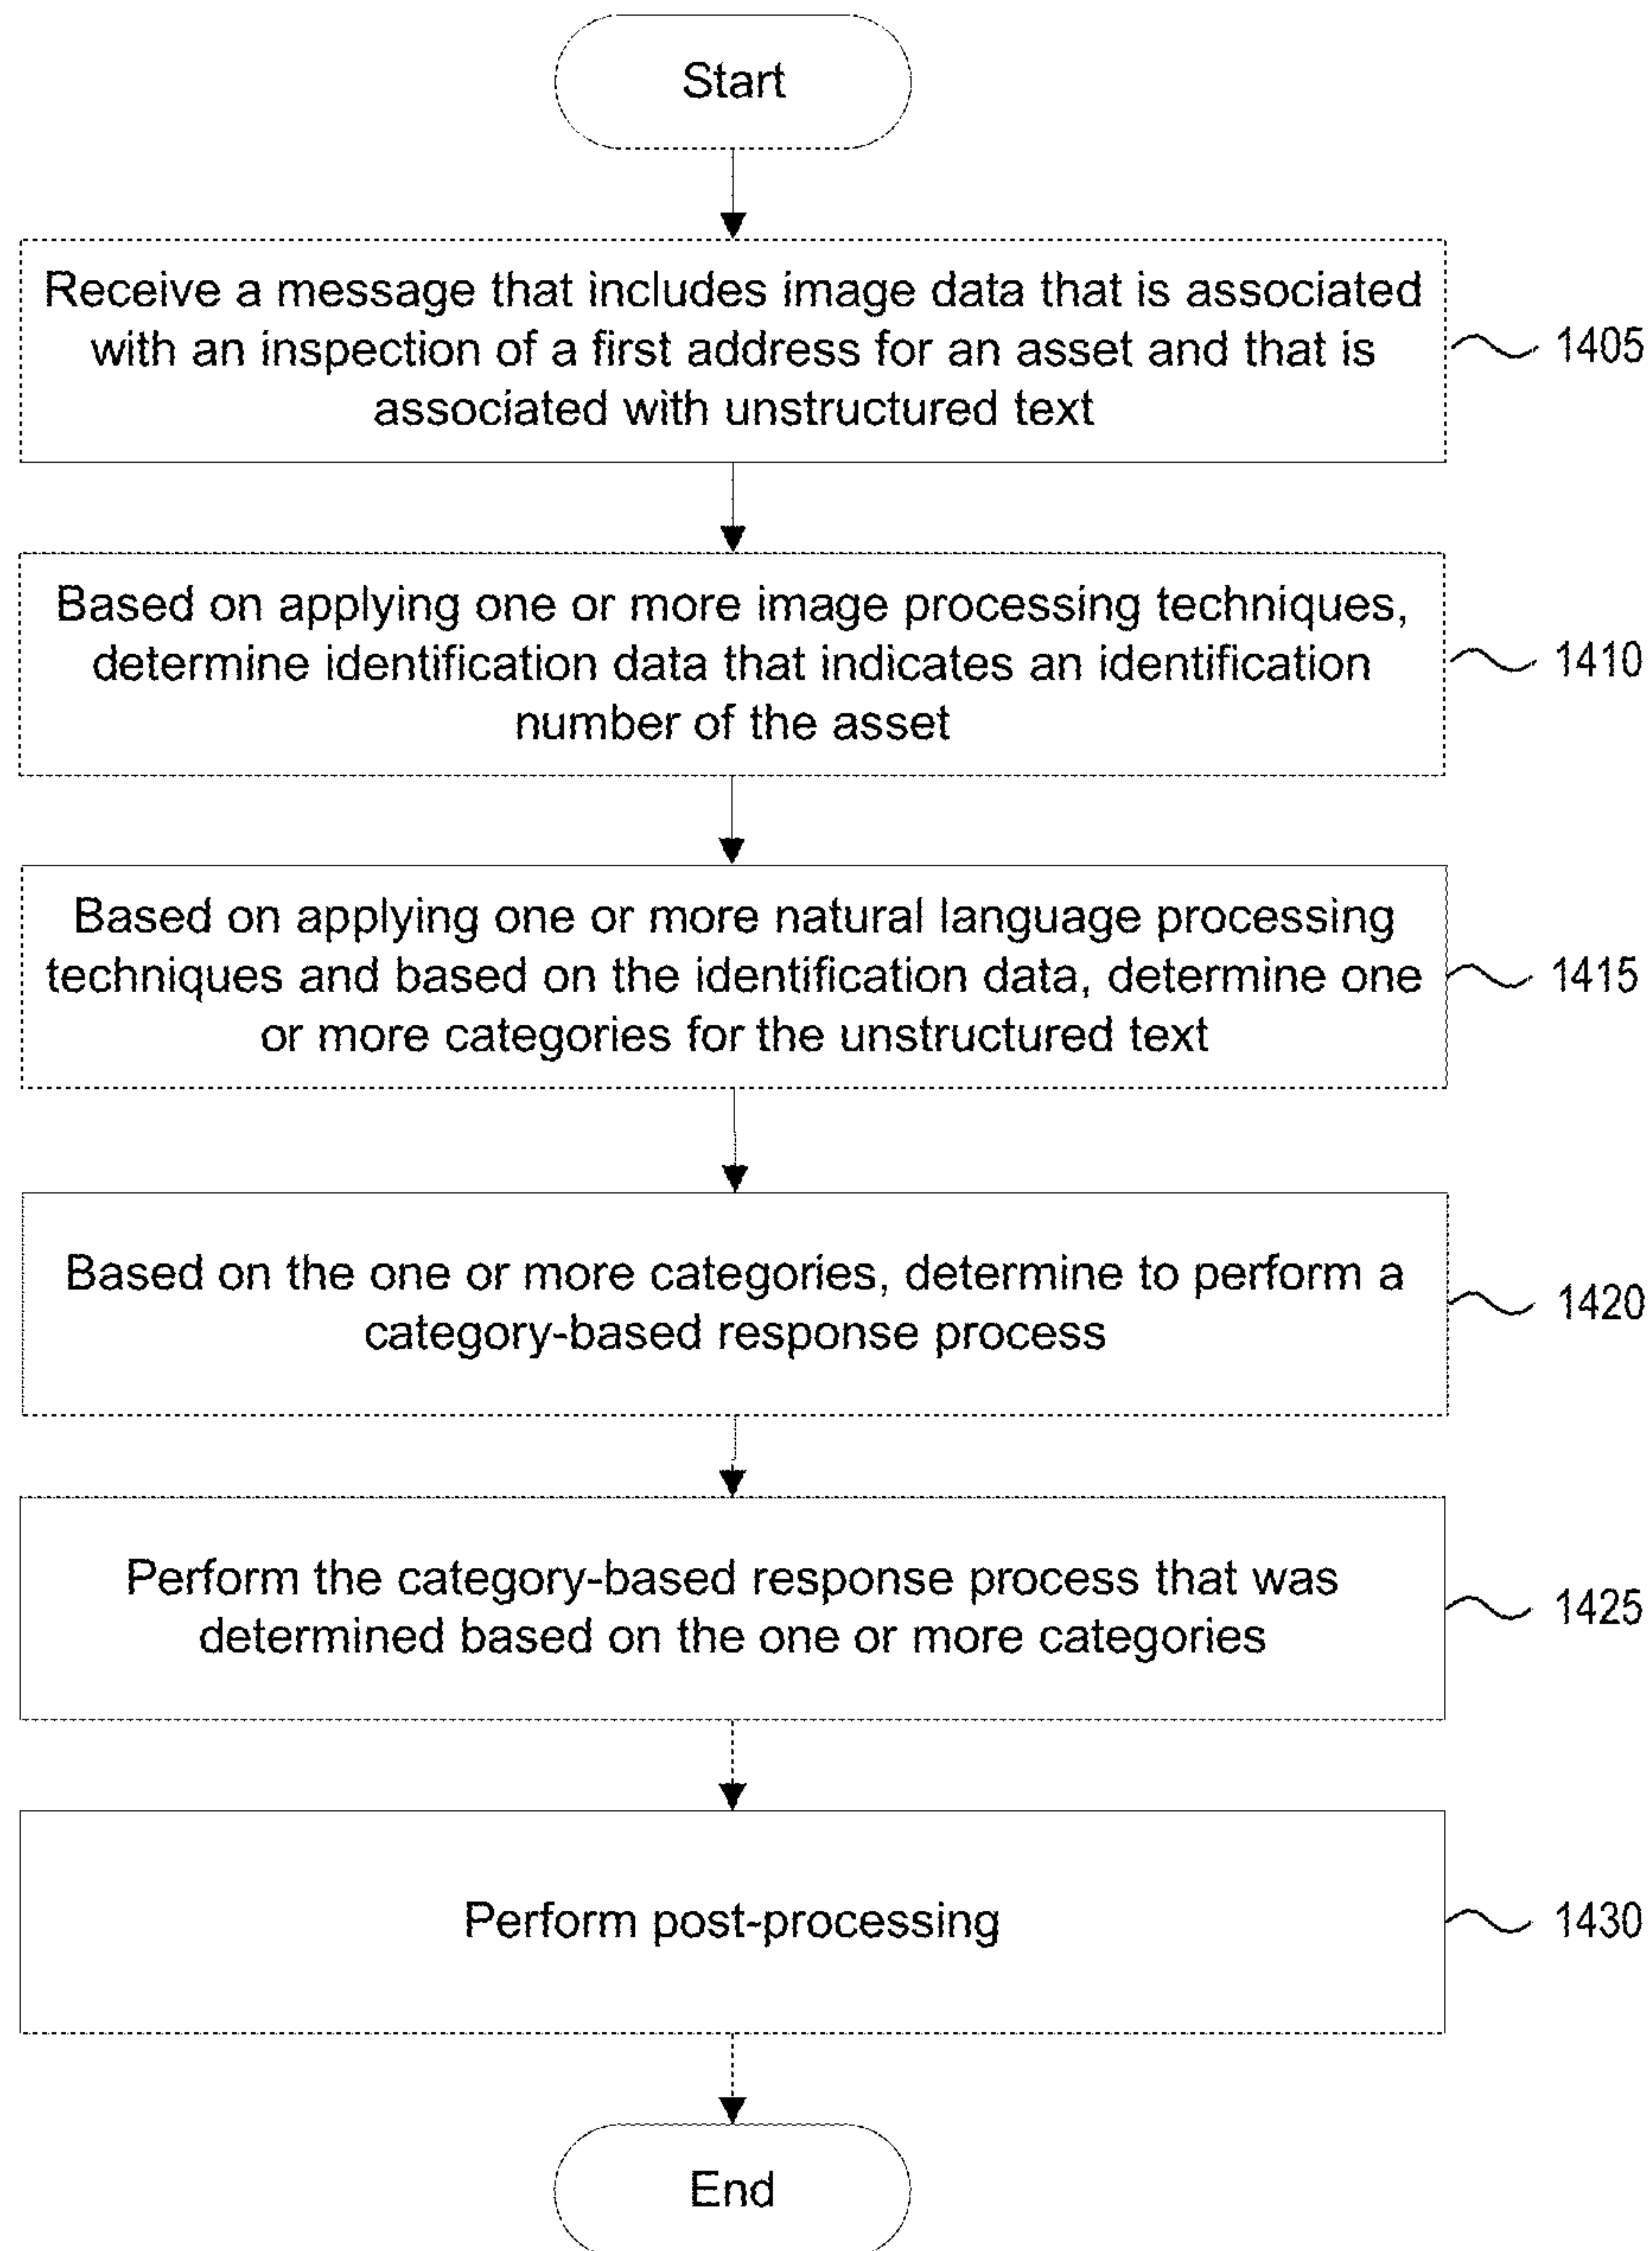 Start
Receive a message that includes image data that is associated
with an inspection of a first address for an asset and that is
associated with unstructured text
1405
Based on applying one or more image processing techniques,
determine identification data that indicates an identification
number of the asset
1410
Based on applying one or more natural language processing
techniques and based on the identification data, determine one
or more categories for the unstructured text
1415
Based on the one or more categories, determine to perform a
category-based response process
1420
Perform the category-based response process that was
determined based on the one or more categories
1425
Perform post-processing
1430
End